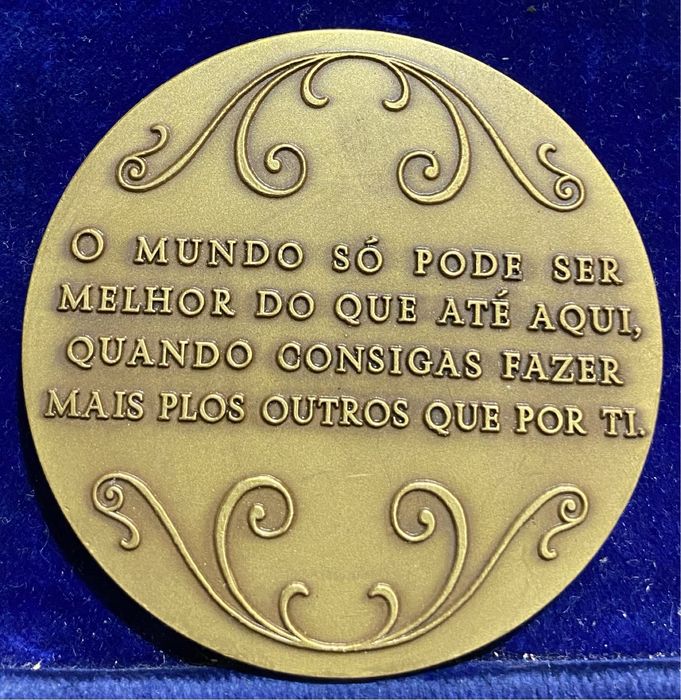 O MUNDO SÓ PODE SER
MELHOR DO QUE ATÉ AQUI,
QUANDO CONSIGAS FAZER
MAIS PLOS OUTROS QUE POR TI.